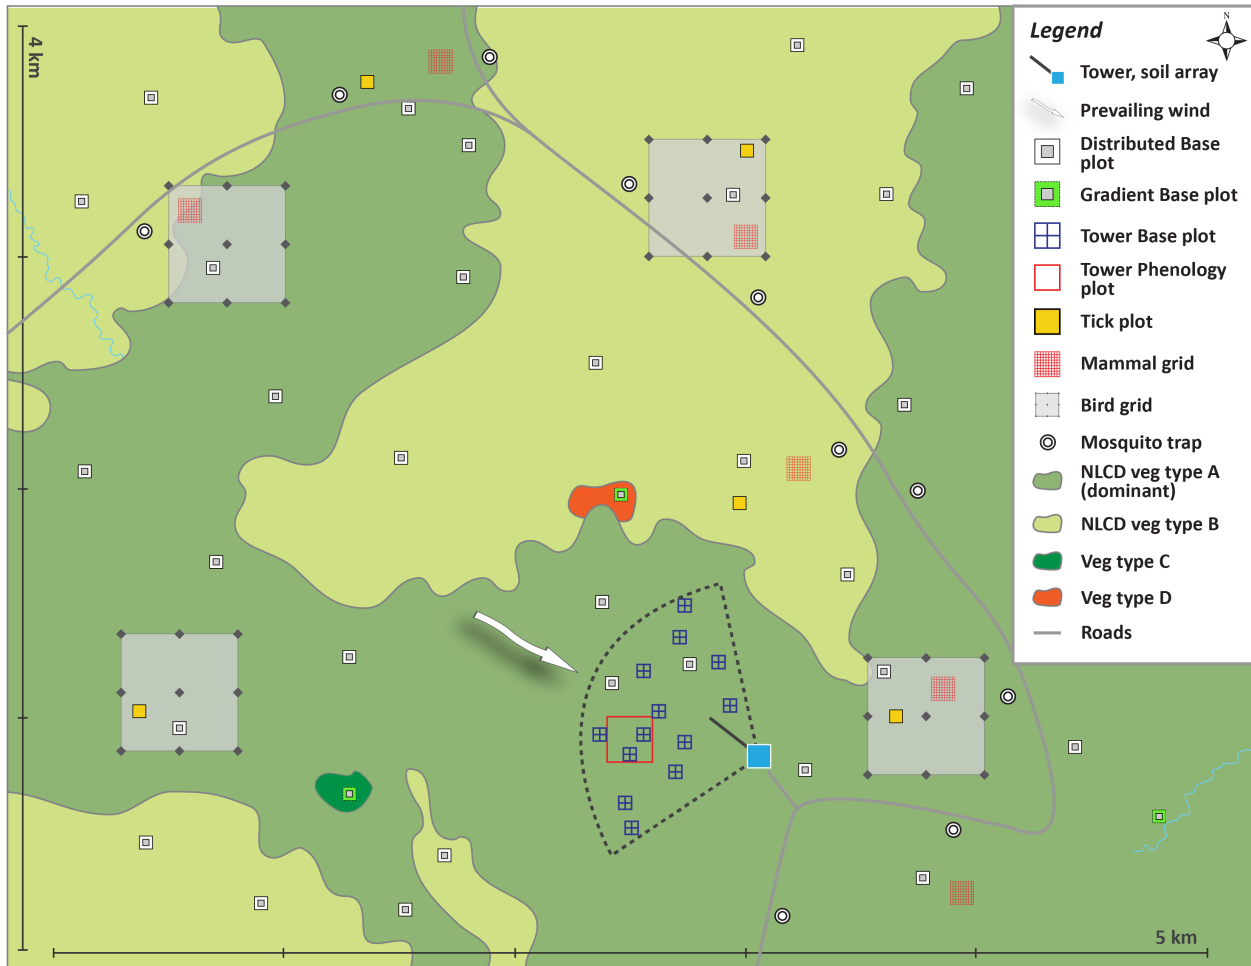 4 km
N
Legend
Tower, soil array
Prevailing wind
Distributed Base
plot
Gradient Base plot
Tower Base plot
Tower Phenology
plot
Tick plot
Mammal grid
Bird grid
Mosquito trap
NLCD veg type A
(dominant)
NLCD veg type B
Veg type C
Veg type D
Roads
5 km